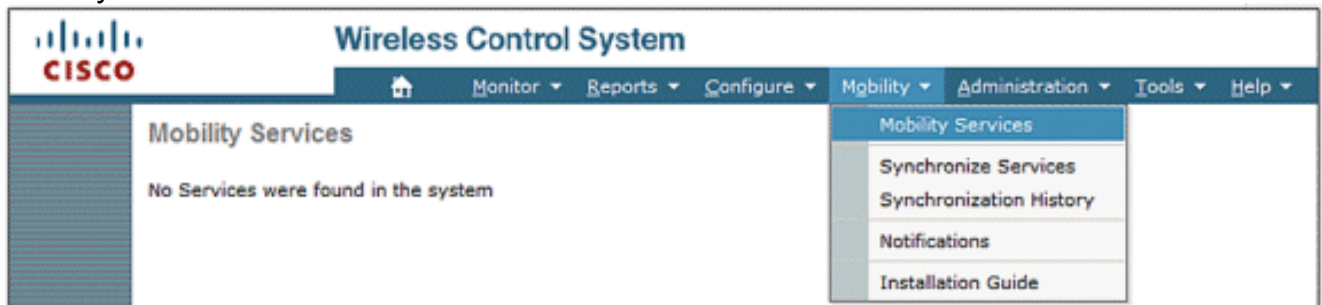 CISCO
Wireless Control System
Monitor Reports Configure Mobility Administration Tools Help
Mobility Services
No Services were found in the system
Mobility Services
Synchronize Services
Synchronization History
Notifications
Installation Guide